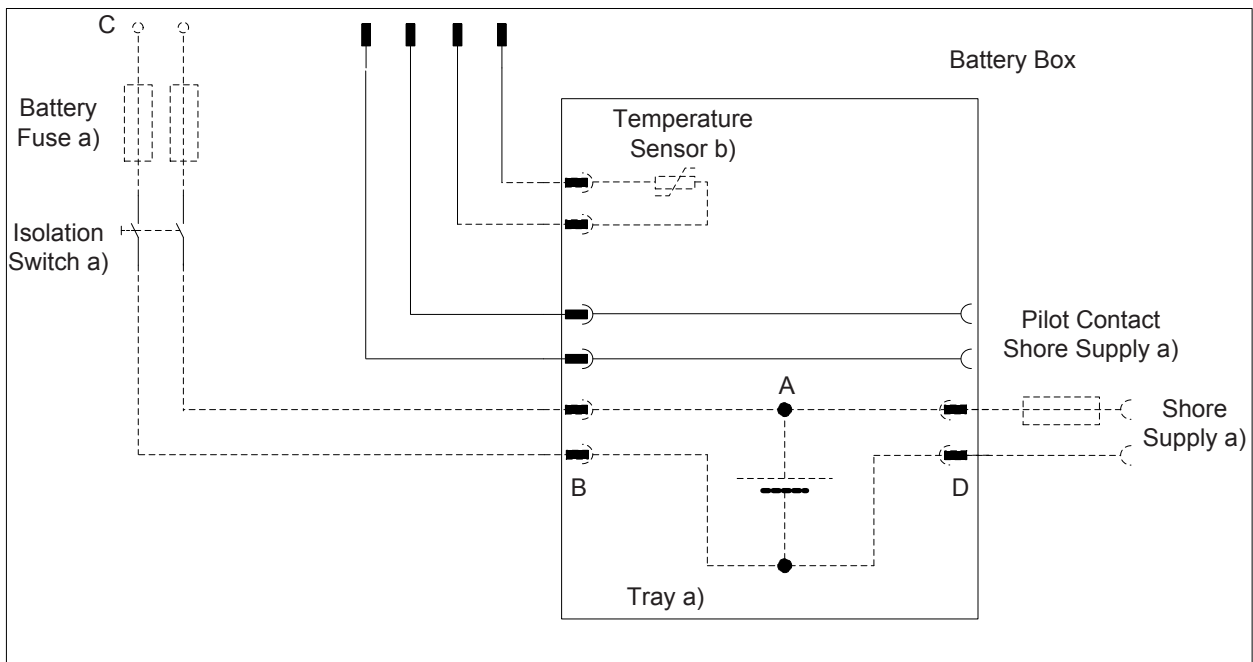 C
Battery Box
Battery
Fuse a)
Temperature
Sensor b)
Isolation
Switch a)
Pilot Contact
Shore Supply a)
A
Shore
Supply a)
B
D
Tray a)